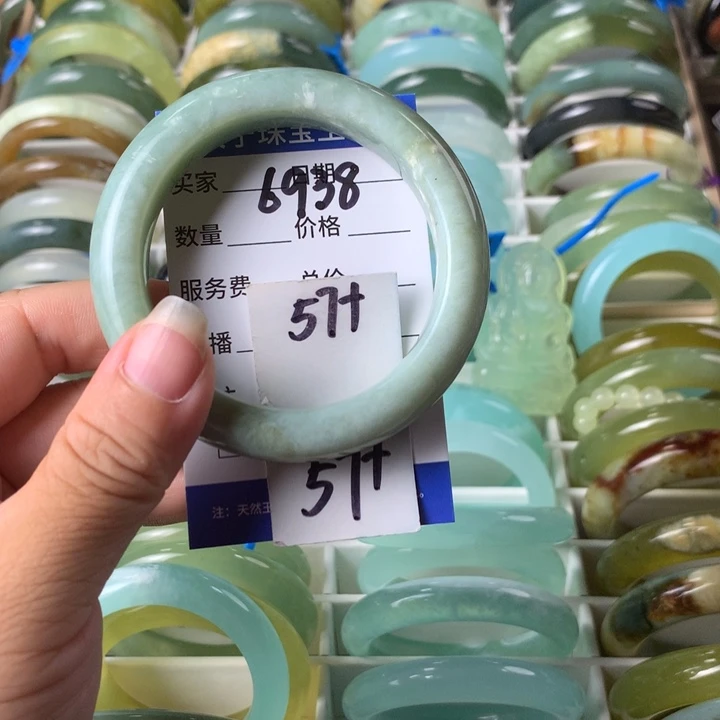 珠宝
买家 日期
6938
数量 价格
服务费 总价
57+
播
57+
注：天然玉